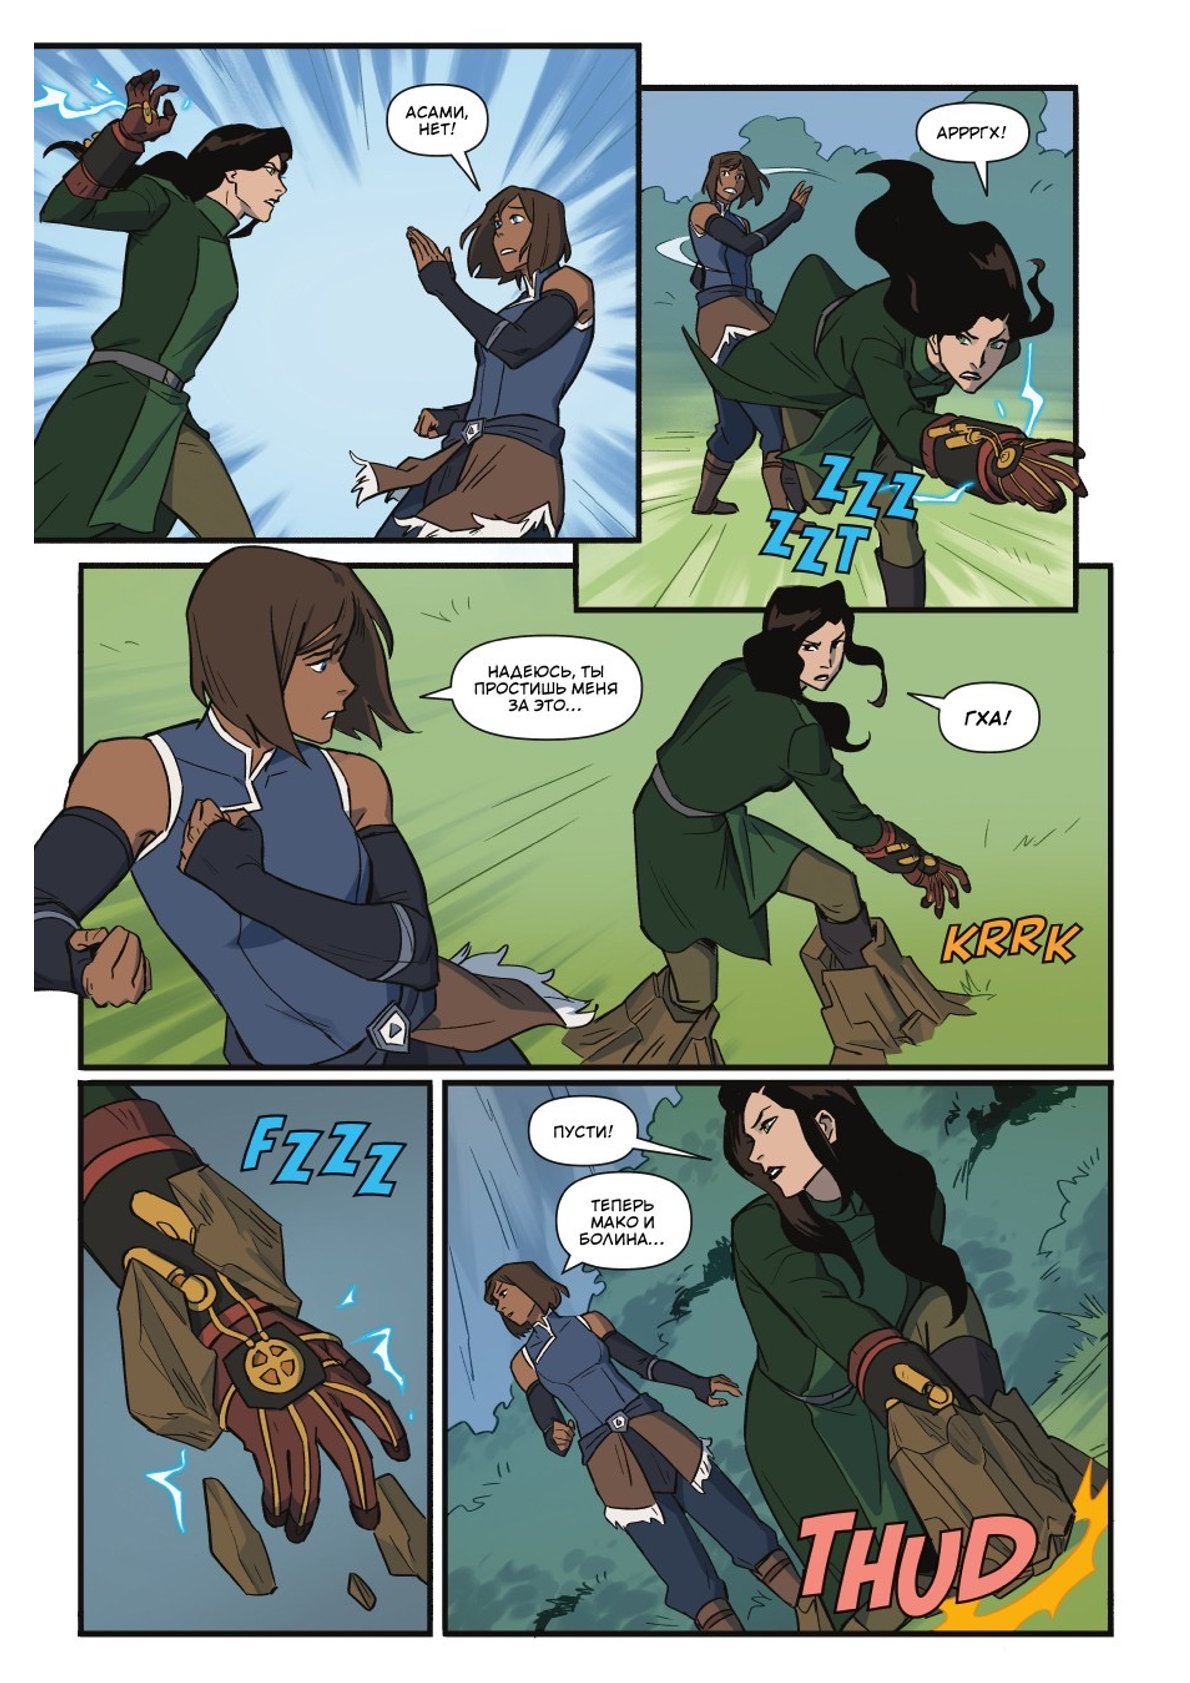 АСАМИ,
НЕТ!
АРРРГХ!
ZZZ
ZZT
НАДЕЮСЬ, ТЫ
ПРОСТИШЬ МЕНЯ
ЗА ЭТО...
ГХА!
KRRK
FZZZ
ПУСТИ!
ТЕПЕРЬ
МАКО И
БОЛИНА...
THUD